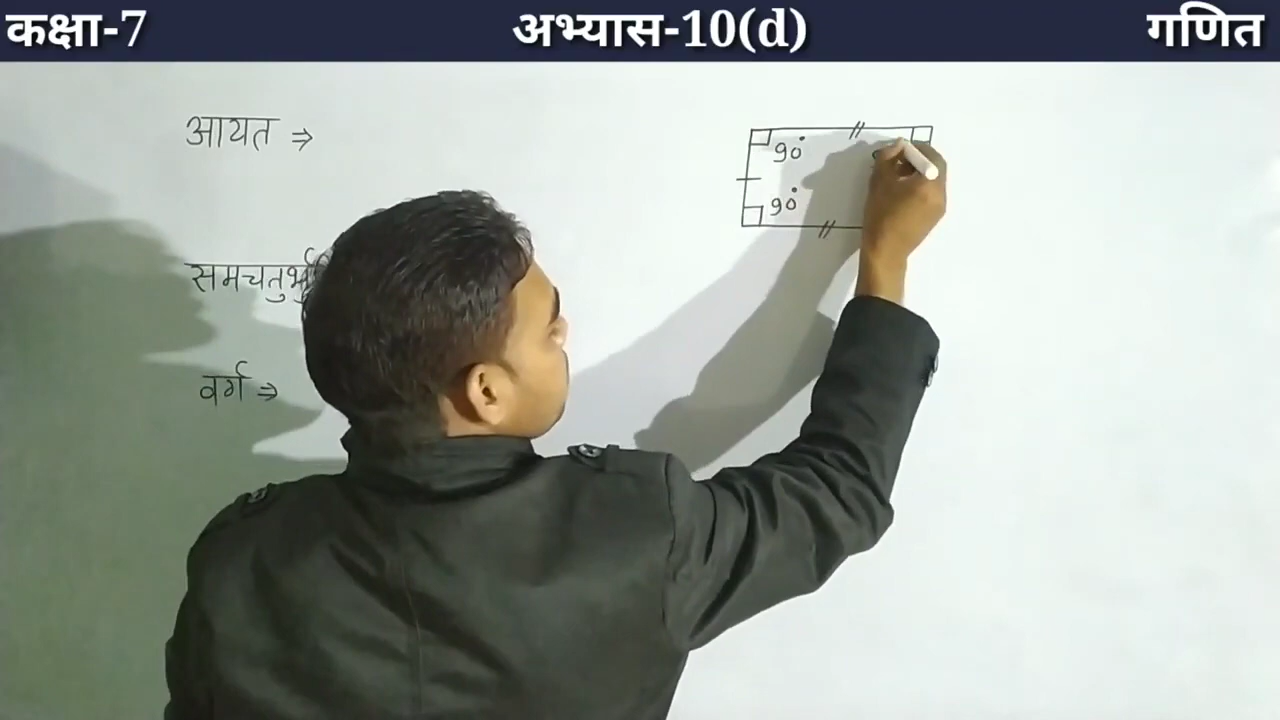 कक्षा-7 अभ्यास-10(d) गणित
आयत ⇒
90°
90°
वर्ग ⇒